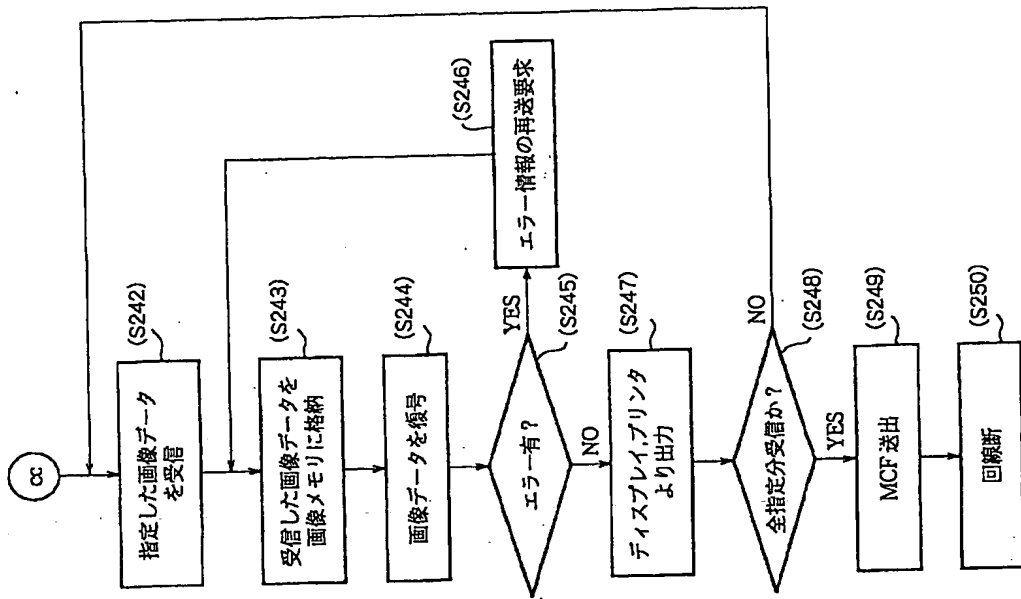 cc
指定した画像データ
を受信
(S242)
受信した画像データを
画像メモリに格納
(S243)
画像データを復号
(S244)
エラー有?
(S245)
YES
エラー情報の再送要求
(S246)
NO
ディスプレイ,プリンタ
より出力
(S247)
全指定分受信か?
(S248)
NO
YES
MCF送出
(S249)
回線断
(S250)